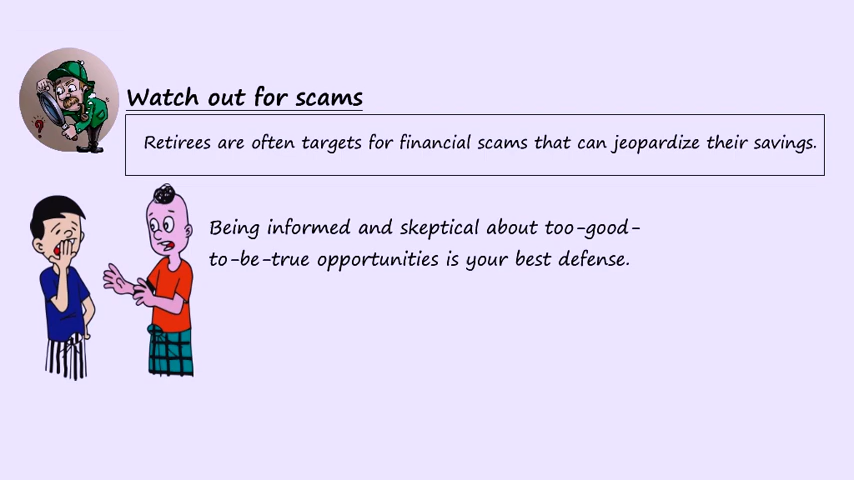 Watch out for scams
Retirees are often targets for financial scams that can jeopardize their savings.
Being informed and skeptical about too-good-
to-be-true opportunities is your best defense.